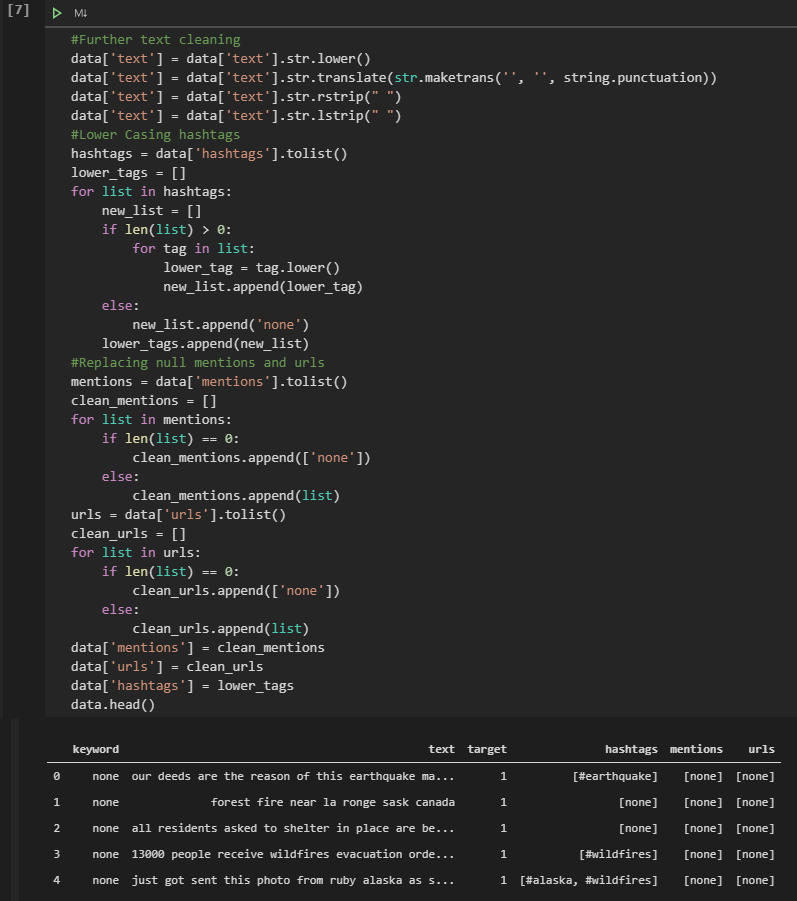 [7]
M↓
#Further text cleaning
data['text'] = data['text'].str.lower()
data['text'] = data['text'].str.translate(str.maketrans('', '', string.punctuation))
data['text'] = data['text'].str.rstrip(" ")
data['text'] = data['text'].str.lstrip(" ")
#Lower Casing hashtags
hashtags = data['hashtags'].tolist()
lower_tags = []
for list in hashtags:
    new_list = []
    if len(list) > 0:
        for tag in list:
            lower_tag = tag.lower()
            new_list.append(lower_tag)
    else:
        new_list.append('none')
    lower_tags.append(new_list)
#Replacing null mentions and urls
mentions = data['mentions'].tolist()
clean_mentions = []
for list in mentions:
    if len(list) == 0:
        clean_mentions.append(['none'])
    else:
        clean_mentions.append(list)
urls = data['urls'].tolist()
clean_urls = []
for list in urls:
    if len(list) == 0:
        clean_urls.append(['none'])
    else:
        clean_urls.append(list)
data['mentions'] = clean_mentions
data['urls'] = clean_urls
data['hashtags'] = lower_tags
data.head()
keyword text target hashtags mentions urls
0 none our deeds are the reason of this earthquake ma... 1 [#earthquake] [none] [none]
1 none forest fire near la ronge sask canada 1 [none] [none] [none]
2 none all residents asked to shelter in place are be... 1 [none] [none] [none]
3 none 13000 people receive wildfires evacuation orde... 1 [#wildfires] [none] [none]
4 none just got sent this photo from ruby alaska as s... 1 [#alaska, #wildfires] [none] [none]